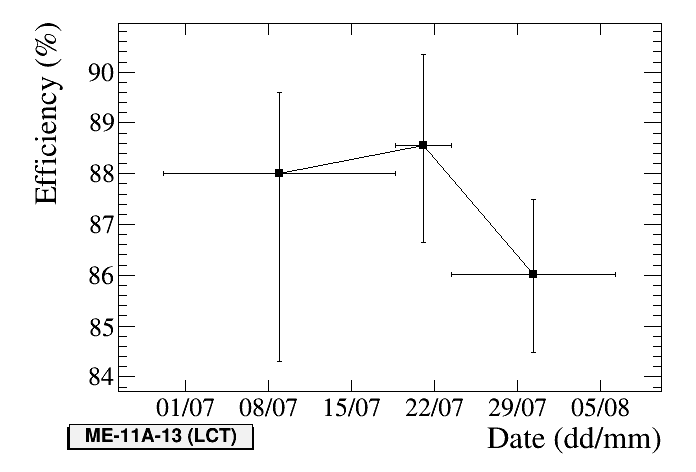 Efficiency (%)
90
89
88
87
86
85
84
01/07 08/07 15/07 22/07 29/07 05/08
ME-11A-13 (LCT)
Date (dd/mm)